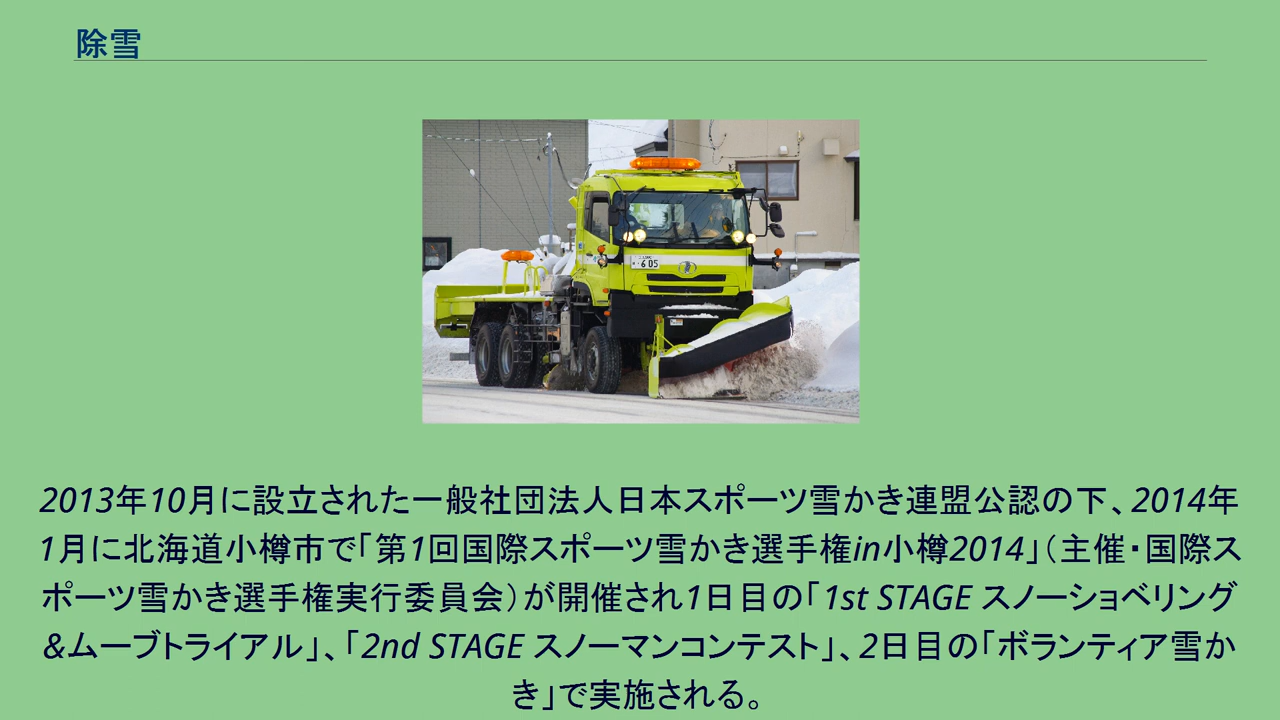 除雪
・605
2013年10月に設立された一般社団法人日本スポーツ雪かき連盟公認の下、2014年
1月に北海道小樽市で「第1回国際スポーツ雪かき選手権in小樽2014」（主催・国際ス
ポーツ雪かき選手権実行委員会）が開催され1日目の「1st STAGE スノーショベリング
&ムーブトライアル」、「2nd STAGE スノーマンコンテスト」、2日目の「ボランティア雪か
き」で実施される。